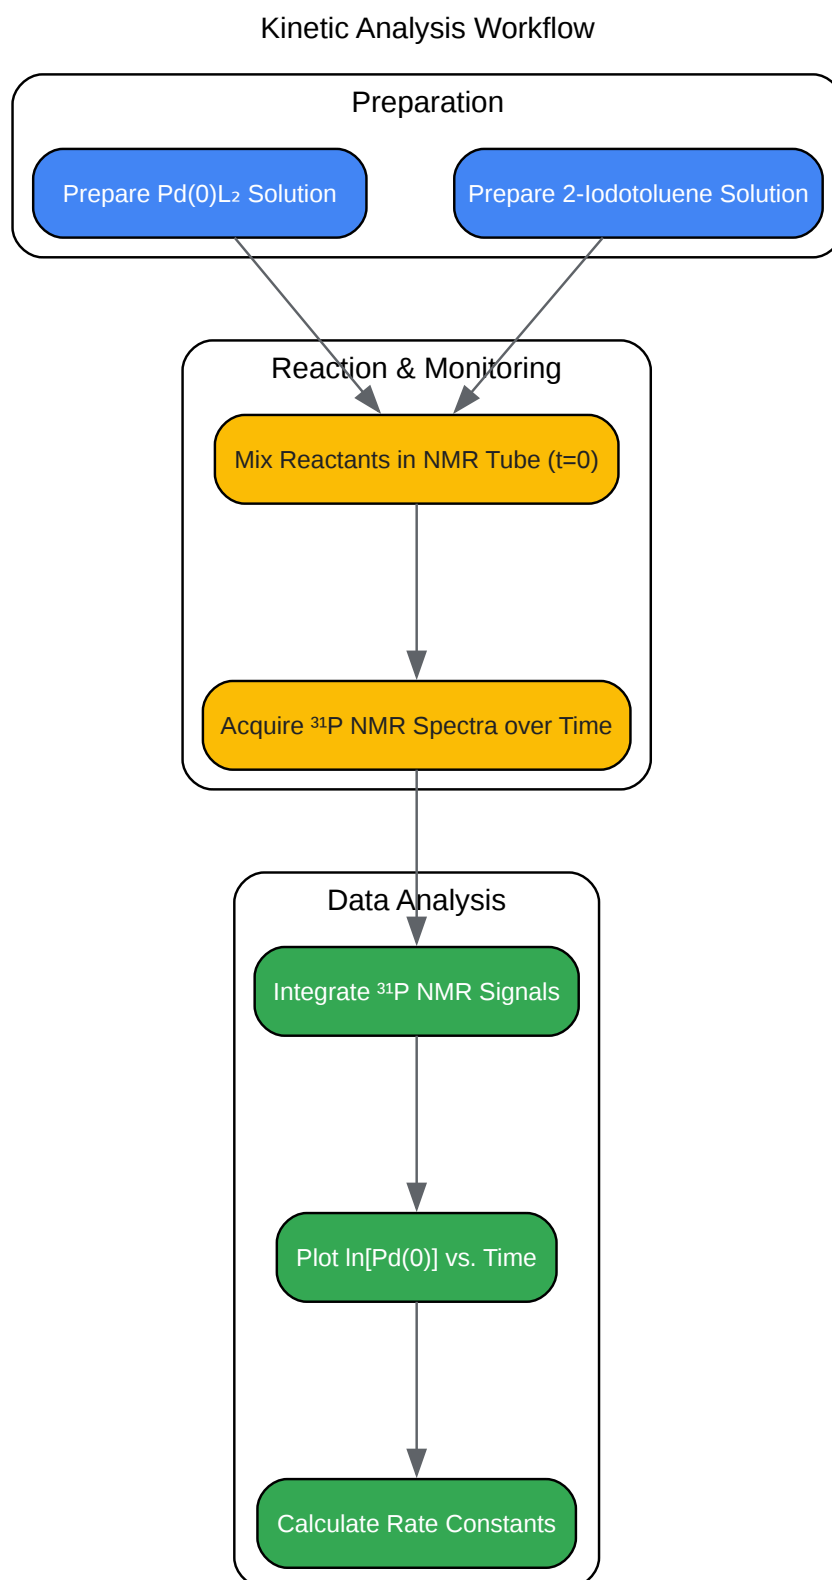 Kinetic Analysis Workflow
Preparation
Prepare Pd(0)L₂ Solution
Prepare 2-Iodotoluene Solution
Reaction & Monitoring
Mix Reactants in NMR Tube (t=0)
Acquire ³¹P NMR Spectra over Time
Data Analysis
Integrate ³¹P NMR Signals
Plot ln[Pd(0)] vs. Time
Calculate Rate Constants